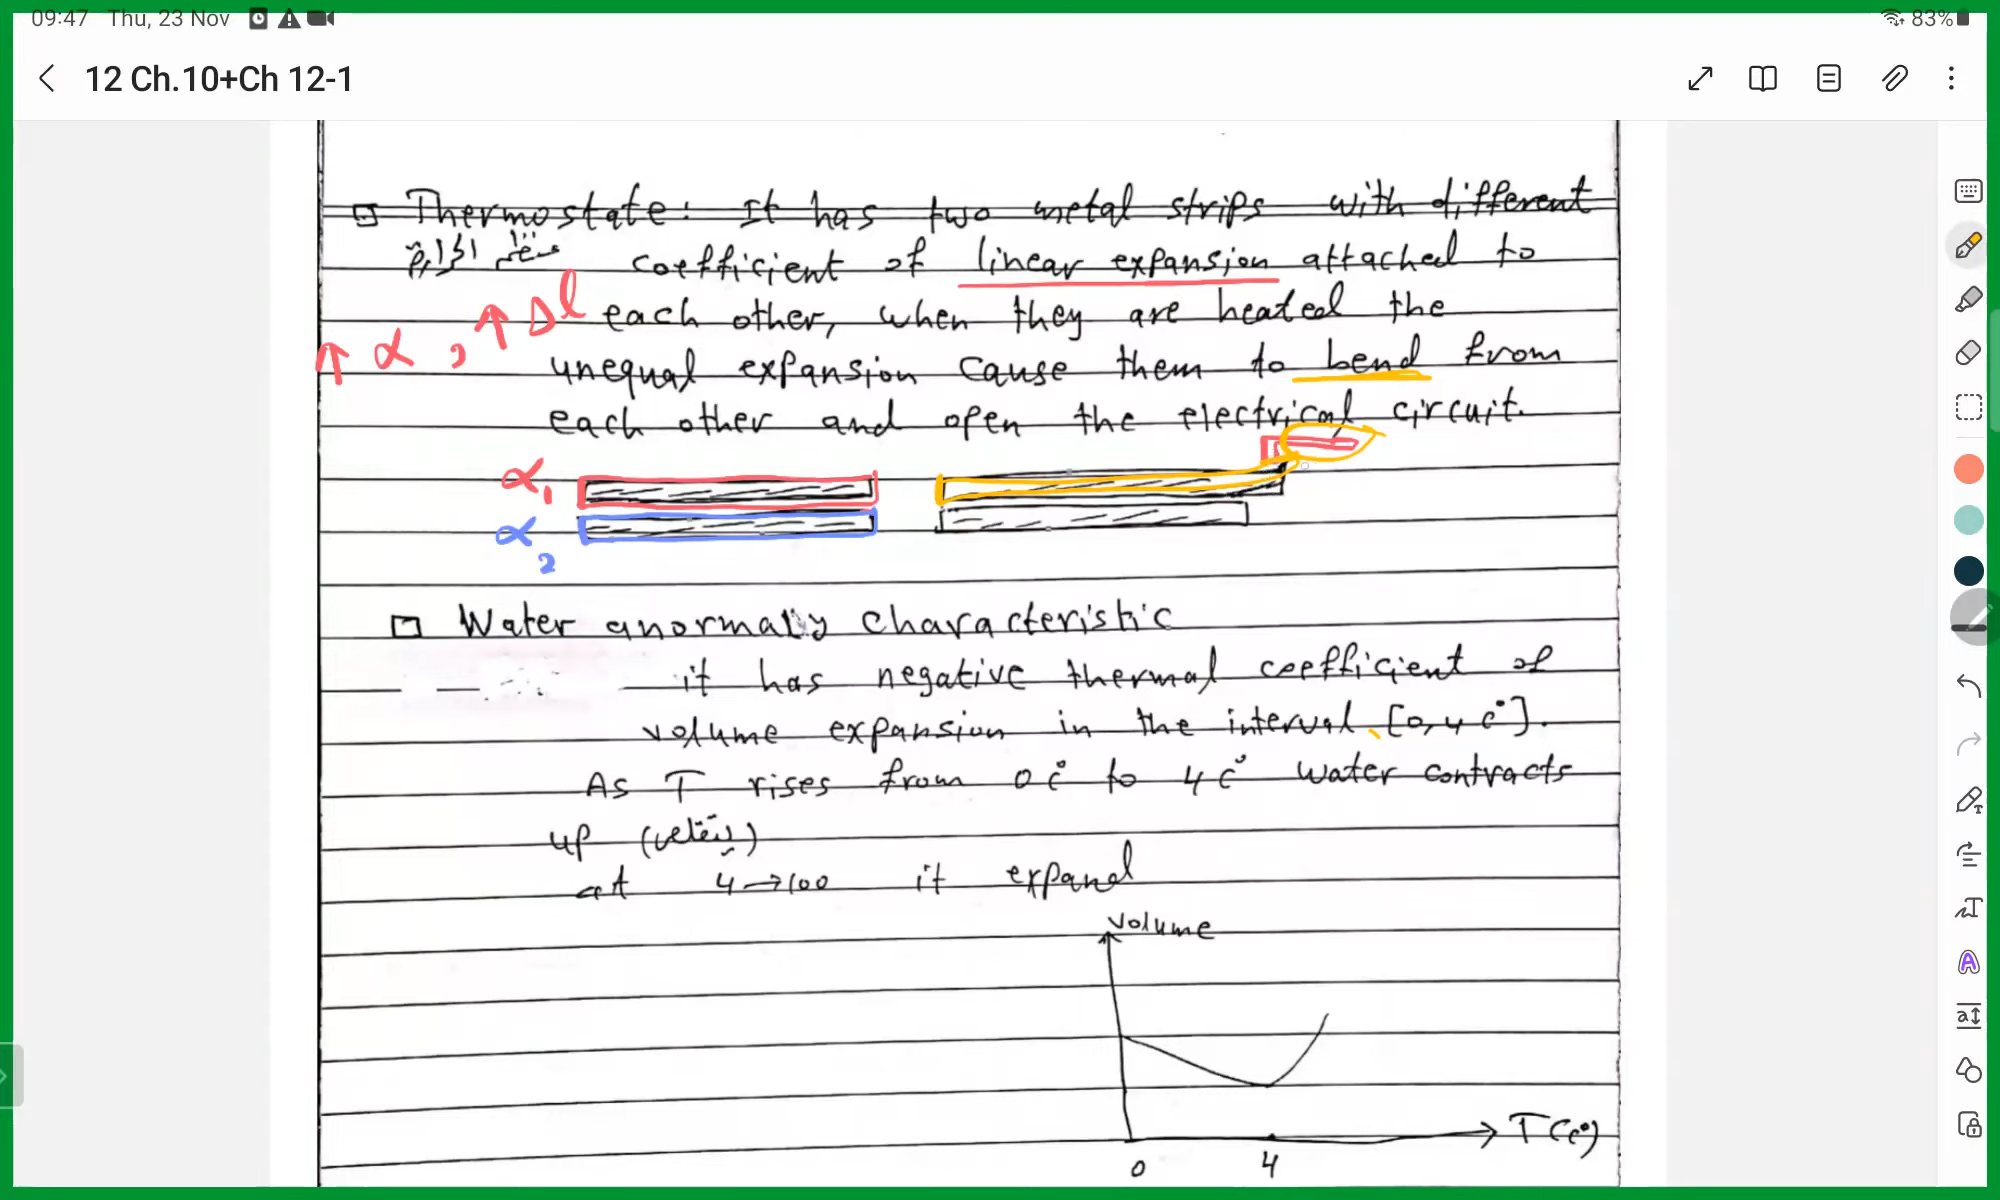 09:47 Thu, 23 Nov
83%
12 Ch.10+Ch 12-1
Thermostate: It has two metal strips with different
منظم الحرارة coefficient of linear expansion attached to
each other, when they are heated the
↑ α , ↑ Δl
unequal expansion cause them to bend from
each other and open the electrical circuit.
α₁
α₂
Water anormaly characteristic
it has negative thermal coefficient of
volume expansion in the interval [0, 4 c°].
As T rises from 0 c° to 4 c° water contracts
up
at 4→100 it expand
volume
T (c°)
0 4